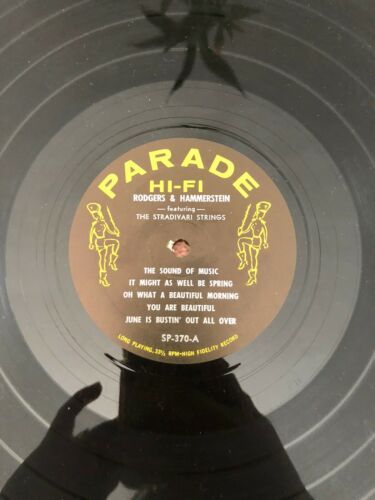 PARADE
HI-FI
RODGERS & HAMMERSTEIN
—featuring—
THE STRADIVARI STRINGS
THE SOUND OF MUSIC
IT MIGHT AS WELL BE SPRING
OH WHAT A BEAUTIFUL MORNING
YOU ARE BEAUTIFUL
JUNE IS BUSTIN' OUT ALL OVER
SP-370-A
LONG PLAYING, 33⅓ RPM-HIGH FIDELITY RECORD